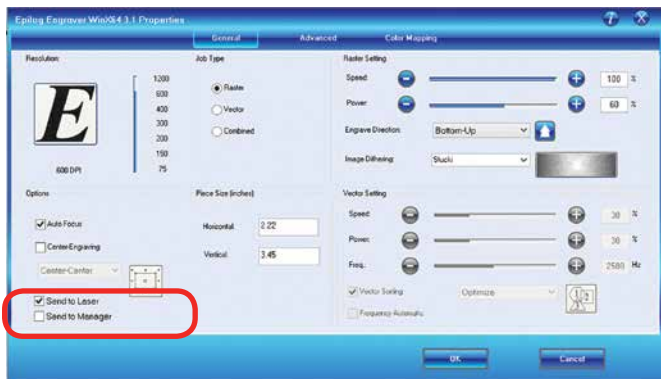 Epilog Engraver WinX64 3.1 Properties
General Advanced Color Mapping
Resolution
E
600 DPI
1200
600
400
300
200
150
75
Job Type
Raster
Vector
Combined
Raster Setting
Speed 100 %
Power 60 %
Engrave Direction: Bottom-Up
Image Dithering: Stucki
Options
Auto Focus
Center-Engraving
Center-Center
Send to Laser
Send to Manager
Piece Size (inches)
Horizontal: 2.22
Vertical: 3.45
Vector Setting
Speed: 30 %
Power: 30 %
Freq.: 2500 Hz
Vector Sorting Optimize
Frequency Automatic
OK Cancel